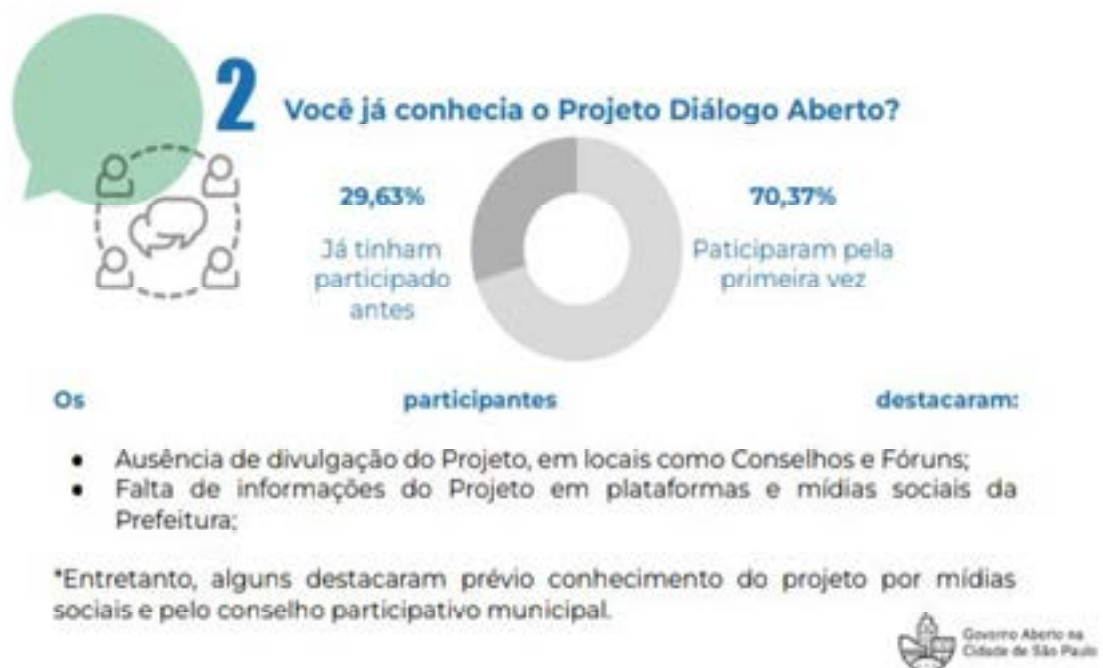 2
Você já conhecia o Projeto Diálogo Aberto?
29,63%
Já tinham
participado
antes
70,37%
Paticiparam pela
primeira vez
Os participantes destacaram:
• Ausência de divulgação do Projeto, em locais como Conselhos e Fóruns;
• Falta de informações do Projeto em plataformas e mídias sociais da
Prefeitura;
*Entretanto, alguns destacaram prévio conhecimento do projeto por mídias
sociais e pelo conselho participativo municipal.
Governo Aberto na
Cidade de São Paulo